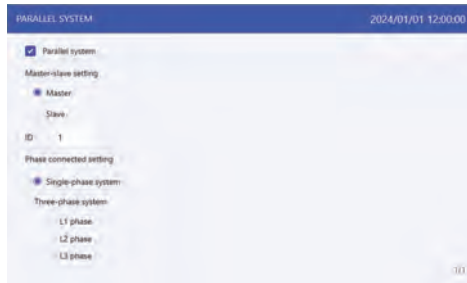 PARALLEL SYSTEM 2024/01/01 12:00:00
Parallel system
Master-slave setting
Master
Slave
ID 1
Phase connected setting
Single-phase system
Three-phase system
L1 phase
L2 phase
L3 phase